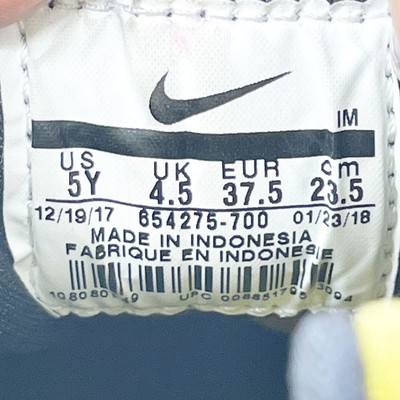 IM
US UK EUR cm
5Y 4.5 37.5 23.5
12/19/17 654275-700 01/23/18
MADE IN INDONESIA
FABRIQUE EN INDONESIE
UPC